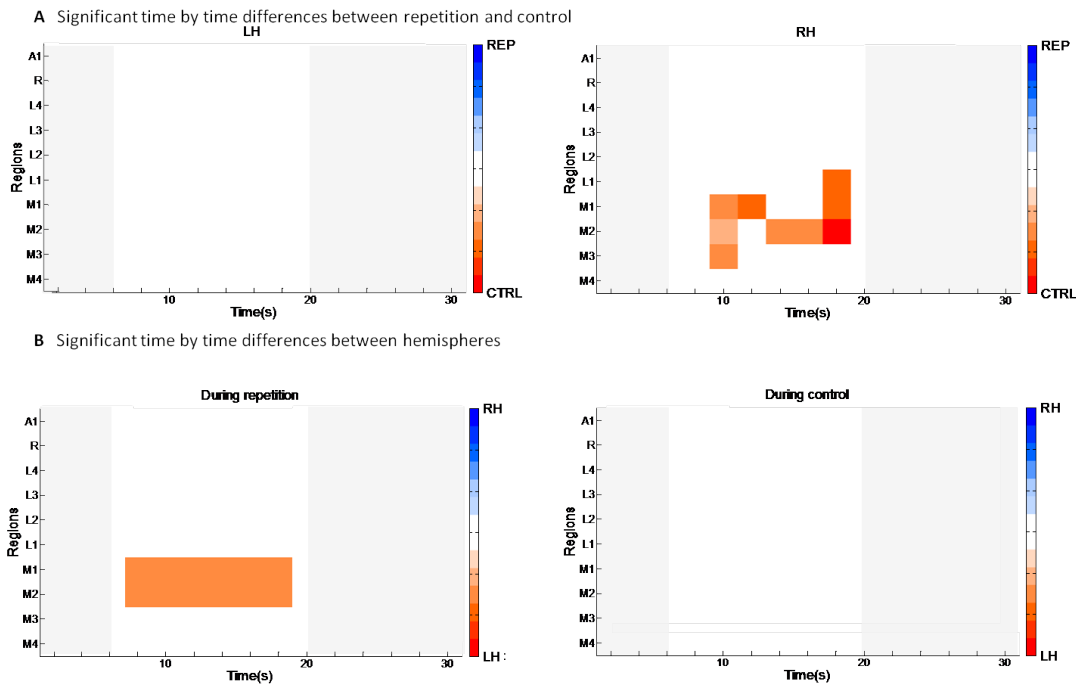 A Significant time by time differences between repetition and control
LH
RH
Regions
A1
R
L4
L3
L2
L1
M1
M2
M3
M4
10
20
30
Time(s)
REP
CTRL
Regions
A1
R
L4
L3
L2
L1
M1
M2
M3
M4
10
20
30
Time(s)
REP
CTRL
B Significant time by time differences between hemispheres
During repetition
During control
Regions
A1
R
L4
L3
L2
L1
M1
M2
M3
M4
10
20
30
Time(s)
RH
LH :
Regions
A1
R
L4
L3
L2
L1
M1
M2
M3
M4
10
20
30
Time(s)
RH
LH